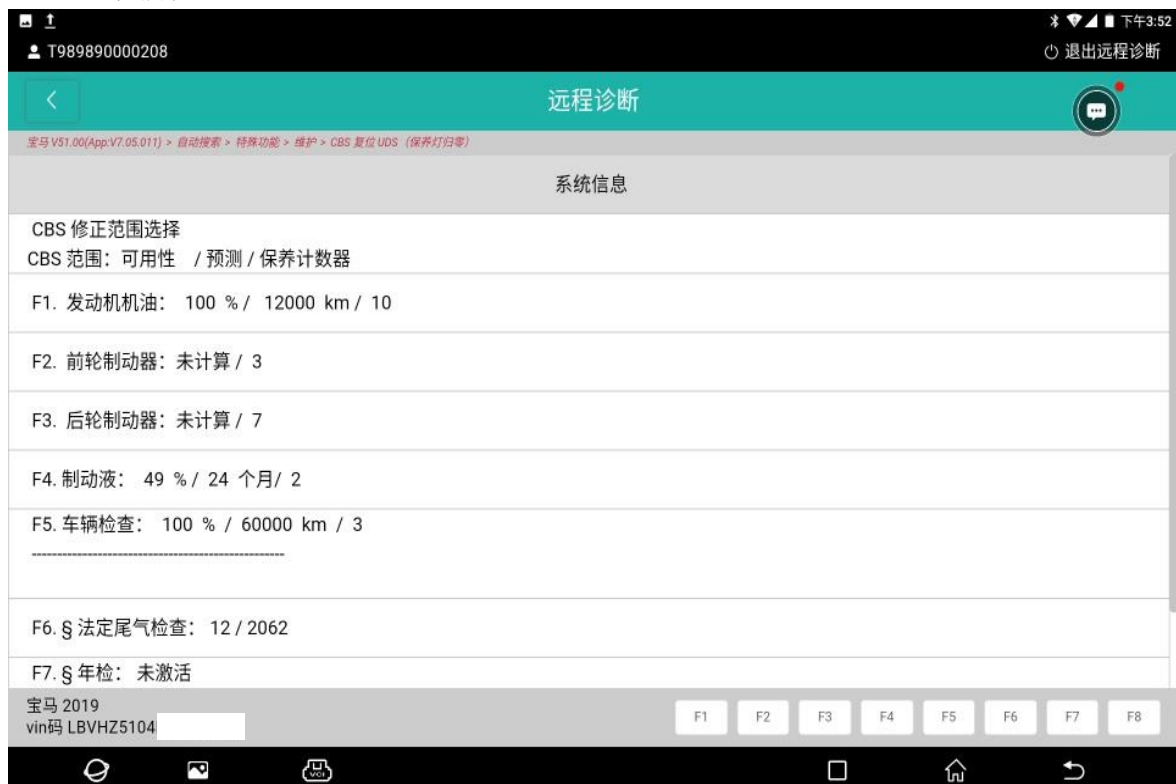 下午3:52
T989890000208
退出远程诊断
远程诊断
宝马 V51.00(App:V7.05.011) > 自动搜索 > 特殊功能 > 维护 > CBS 复位 UDS（保养灯归零）
系统信息
CBS 修正范围选择
CBS 范围：可用性 / 预测 / 保养计数器
F1. 发动机机油： 100 % / 12000 km / 10
F2. 前轮制动器：未计算 / 3
F3. 后轮制动器：未计算 / 7
F4. 制动液： 49 % / 24 个月/ 2
F5. 车辆检查： 100 % / 60000 km / 3
------------------------------------------------
F6. § 法定尾气检查： 12 / 2062
F7. § 年检： 未激活
宝马 2019
vin码 LBVHZ5104
F1 F2 F3 F4 F5 F6 F7 F8
VCI